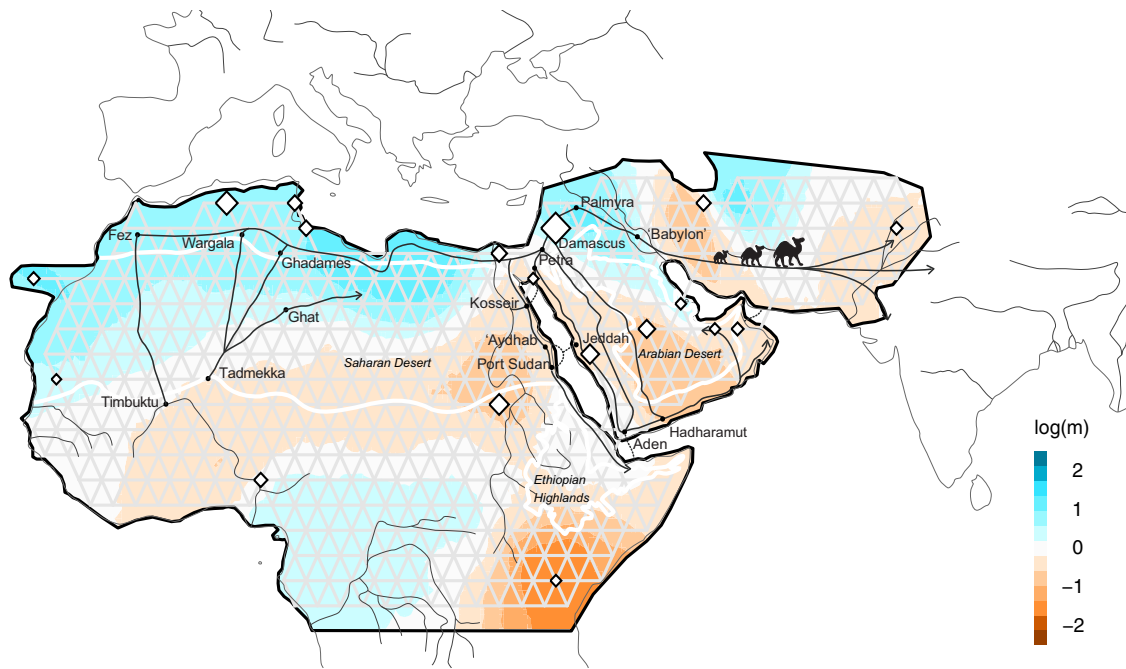 Palmyra
Fez
Wargala
Damascus
'Babylon'
Ghadames
Petra
Kosseir
Ghat
'Aydhab
Jeddah
Saharan Desert
Arabian Desert
Port Sudan
Tadmekka
Timbuktu
Hadharamut
Aden
log(m)
Ethiopian
Highlands
2
1
0
−1
−2